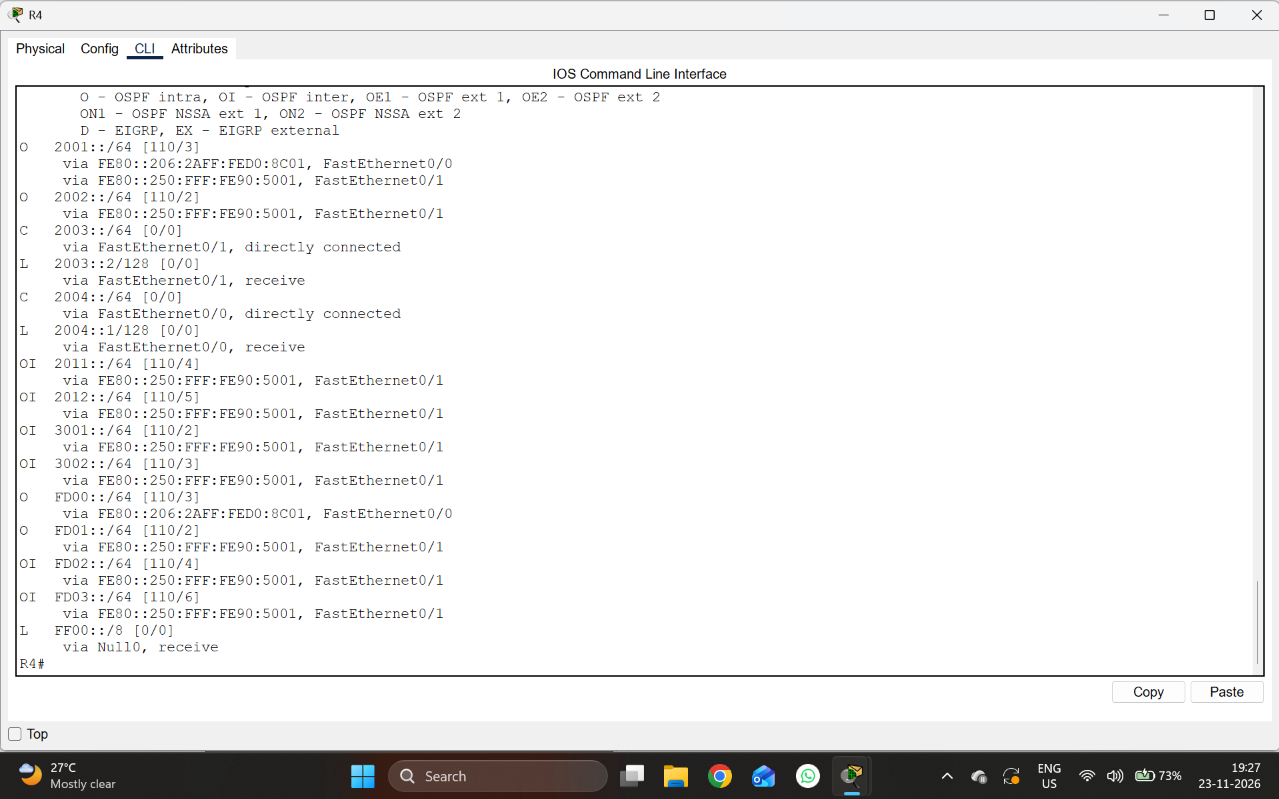 R4
Physical Config CLI Attributes
IOS Command Line Interface
O - OSPF intra, OI - OSPF inter, OE1 - OSPF ext 1, OE2 - OSPF ext 2
ON1 - OSPF NSSA ext 1, ON2 - OSPF NSSA ext 2
D - EIGRP, EX - EIGRP external
O 2001::/64 [110/3]
via FE80::206:2AFF:FED0:8C01, FastEthernet0/0
via FE80::250:FFF:FE90:5001, FastEthernet0/1
O 2002::/64 [110/2]
via FE80::250:FFF:FE90:5001, FastEthernet0/1
C 2003::/64 [0/0]
via FastEthernet0/1, directly connected
L 2003::2/128 [0/0]
via FastEthernet0/1, receive
C 2004::/64 [0/0]
via FastEthernet0/0, directly connected
L 2004::1/128 [0/0]
via FastEthernet0/0, receive
OI 2011::/64 [110/4]
via FE80::250:FFF:FE90:5001, FastEthernet0/1
OI 2012::/64 [110/5]
via FE80::250:FFF:FE90:5001, FastEthernet0/1
OI 3001::/64 [110/2]
via FE80::250:FFF:FE90:5001, FastEthernet0/1
OI 3002::/64 [110/3]
via FE80::250:FFF:FE90:5001, FastEthernet0/1
O FD00::/64 [110/3]
via FE80::206:2AFF:FED0:8C01, FastEthernet0/0
O FD01::/64 [110/2]
via FE80::250:FFF:FE90:5001, FastEthernet0/1
OI FD02::/64 [110/4]
via FE80::250:FFF:FE90:5001, FastEthernet0/1
OI FD03::/64 [110/6]
via FE80::250:FFF:FE90:5001, FastEthernet0/1
L FF00::/8 [0/0]
via Null0, receive
R4#
Copy Paste
Top
27°C
Mostly clear
Search
ENG
US
73%
19:27
23-11-2026